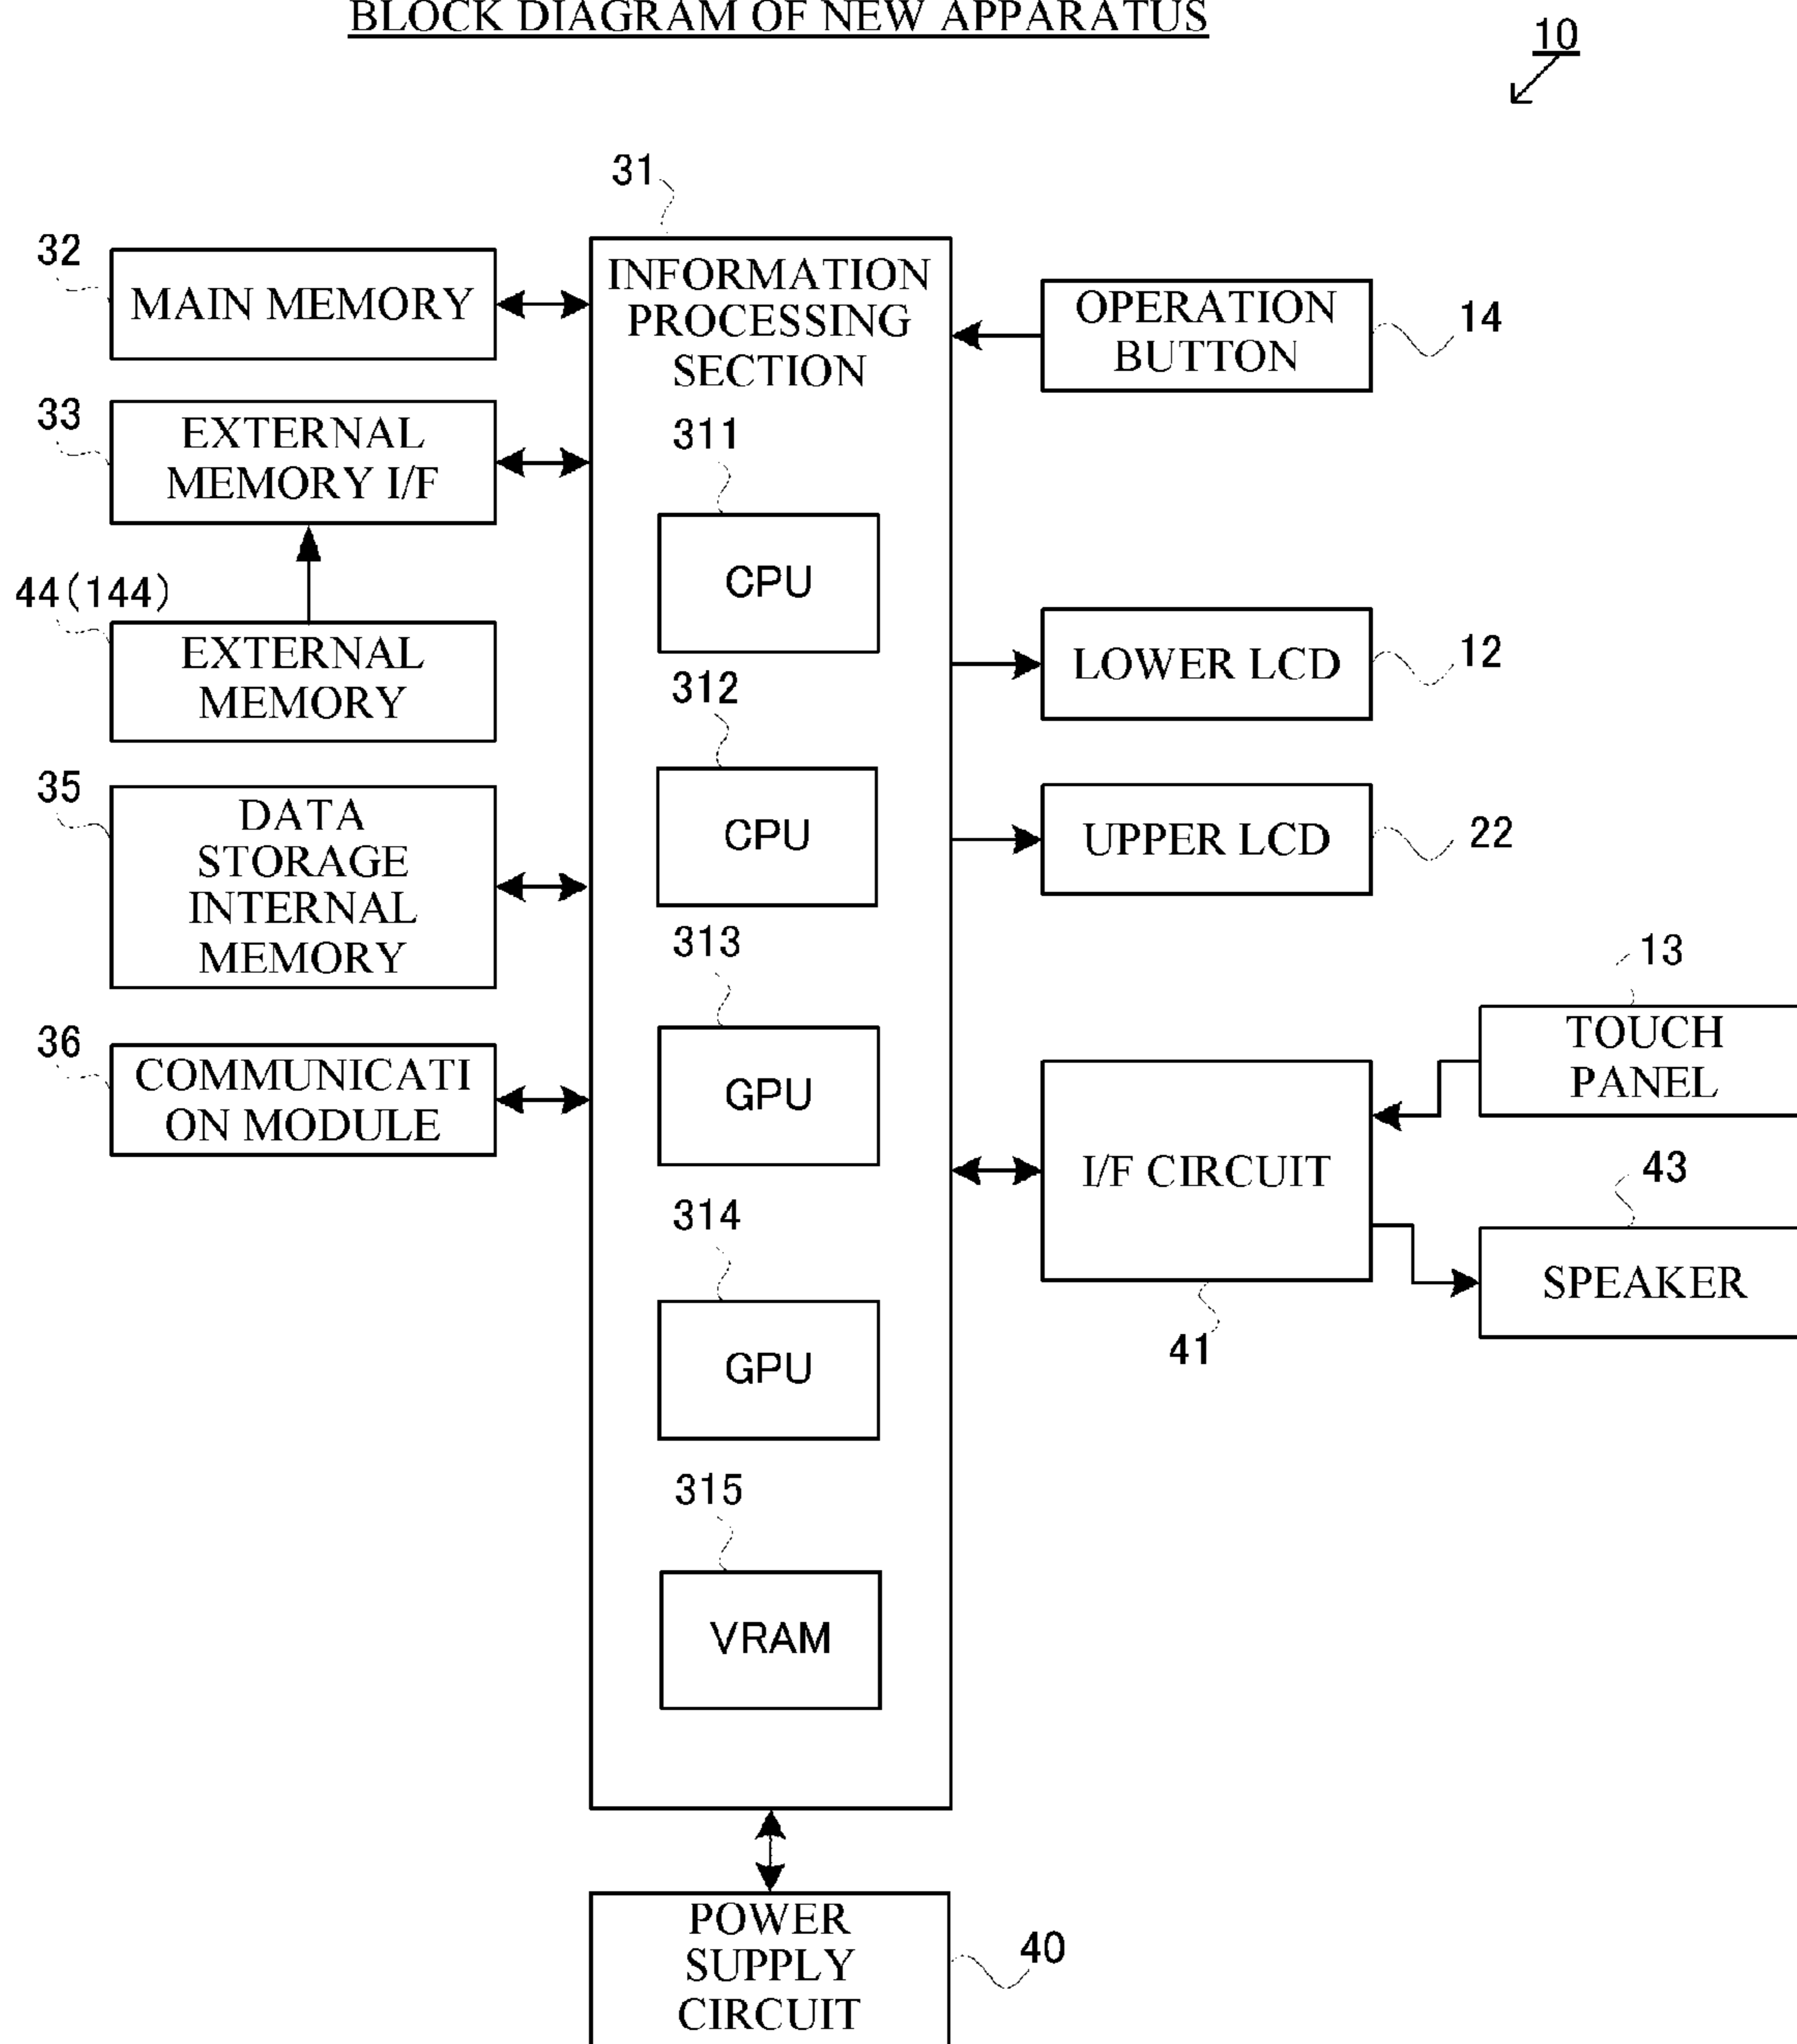 BLOCK DIAGRAM OF NEW APPARATUS
10
31
32
MAIN MEMORY
33
EXTERNAL
MEMORY I/F
44(144)
EXTERNAL
MEMORY
35
DATA
STORAGE
INTERNAL
MEMORY
36
COMMUNICATI
ON MODULE
INFORMATION
PROCESSING
SECTION
311
CPU
312
CPU
313
GPU
314
GPU
315
VRAM
OPERATION
BUTTON
14
LOWER LCD
12
UPPER LCD
22
13
TOUCH
PANEL
I/F CIRCUIT
41
43
SPEAKER
POWER
SUPPLY
CIRCUIT
40